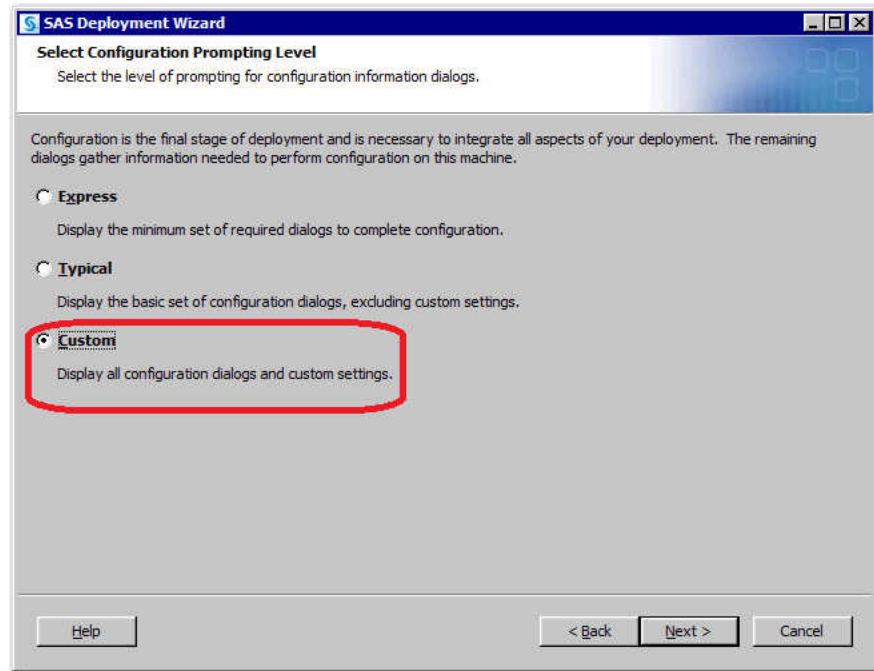 SAS Deployment Wizard
Select Configuration Prompting Level
Select the level of prompting for configuration information dialogs.
Configuration is the final stage of deployment and is necessary to integrate all aspects of your deployment. The remaining
dialogs gather information needed to perform configuration on this machine.
Express
Display the minimum set of required dialogs to complete configuration.
Typical
Display the basic set of configuration dialogs, excluding custom settings.
Custom
Display all configuration dialogs and custom settings.
Help
< Back
Next >
Cancel